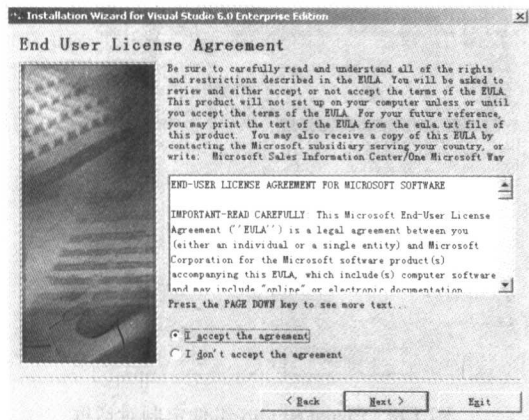 Installation Wizard for Visual Studio 6.0 Enterprise Edition
End User License Agreement
Be sure to carefully read and understand all of the rights
and restrictions described in the EULA. You will be asked to
review and either accept or not accept the terms of the EULA.
This product will not set up on your computer unless or until
you accept the terms of the EULA. For your future reference,
you may print the text of the EULA from the eula.txt file of
this product. You may also receive a copy of this EULA by
contacting the Microsoft subsidiary serving your country, or
write: Microsoft Sales Information Center/One Microsoft Way
END-USER LICENSE AGREEMENT FOR MICROSOFT SOFTWARE
IMPORTANT-READ CAREFULLY: This Microsoft End-User License
Agreement (''EULA'') is a legal agreement between you
(either an individual or a single entity) and Microsoft
Corporation for the Microsoft software product(s)
accompanying this EULA, which include(s) computer software
and may include "online" or electronic documentation
Press the PAGE DOWN key to see more text...
I accept the agreement
I don't accept the agreement
< Back
Next >
Exit